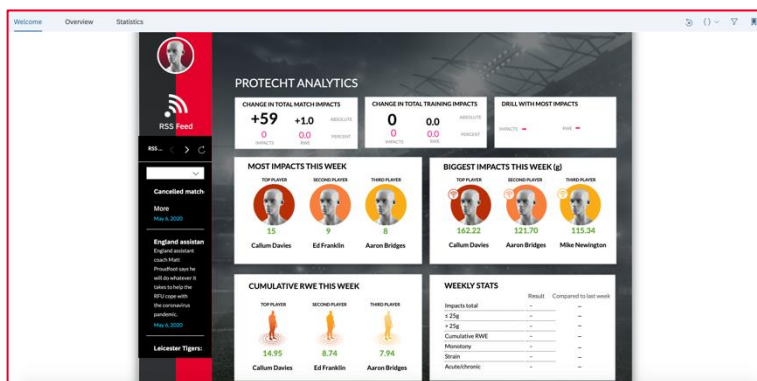 Welcome Overview Statistics
RSS Feed
RSS...
Cancelled match
More
May 6, 2020
England assistan
England assistant
coach Matt
Proudfoot says he
will do whatever it
takes to help the
RFU cope with
the coronavirus
pandemic.
May 6, 2020
Leicester Tigers:
PROTECHT ANALYTICS
CHANGE IN TOTAL MATCH IMPACTS
+59 +1.0 ABSOLUTE
0 0.0 PERCENT
IMPACTS RWE
CHANGE IN TOTAL TRAINING IMPACTS
0 0.0 ABSOLUTE
0 0.0 PERCENT
IMPACTS RWE
DRILL WITH MOST IMPACTS
IMPACTS – RWE –
MOST IMPACTS THIS WEEK
TOP PLAYER SECOND PLAYER THIRD PLAYER
15 9 8
Callum Davies Ed Franklin Aaron Bridges
BIGGEST IMPACTS THIS WEEK (g)
TOP PLAYER SECOND PLAYER THIRD PLAYER
162.22 121.70 115.34
Callum Davies Aaron Bridges Mike Newington
CUMULATIVE RWE THIS WEEK
TOP PLAYER SECOND PLAYER THIRD PLAYER
14.95 8.74 7.94
Callum Davies Ed Franklin Aaron Bridges
WEEKLY STATS
Result Compared to last week
Impacts total – –
≤ 25g – –
> 25g – –
Cumulative RWE – –
Monotony – –
Strain – –
Acute/chronic – –